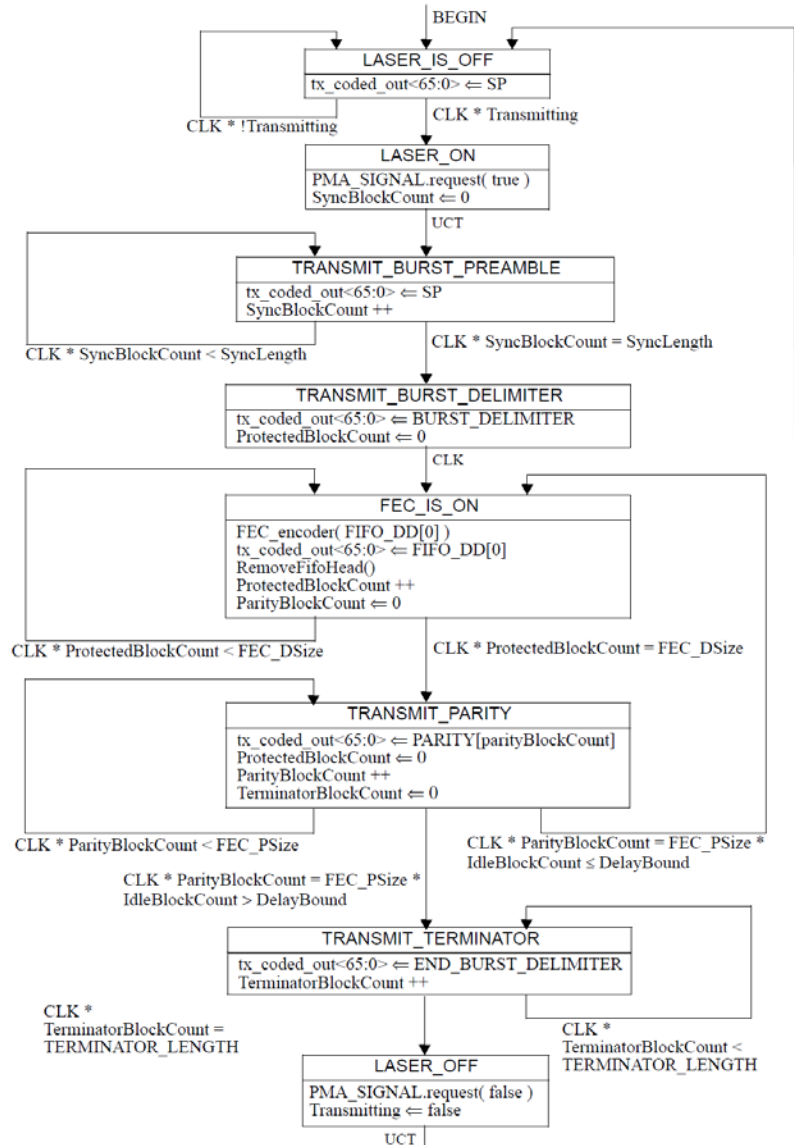 BEGIN
LASER_IS_OFF
tx_coded_out<65:0> ⇐ SP
CLK * !Transmitting
CLK * Transmitting
LASER_ON
PMA_SIGNAL.request( true )
SyncBlockCount ⇐ 0
UCT
TRANSMIT_BURST_PREAMBLE
tx_coded_out<65:0> ⇐ SP
SyncBlockCount ++
CLK * SyncBlockCount < SyncLength
CLK * SyncBlockCount = SyncLength
TRANSMIT_BURST_DELIMITER
tx_coded_out<65:0> ⇐ BURST_DELIMITER
ProtectedBlockCount ⇐ 0
CLK
FEC_IS_ON
FEC_encoder( FIFO_DD[0] )
tx_coded_out<65:0> ⇐ FIFO_DD[0]
RemoveFifoHead()
ProtectedBlockCount ++
ParityBlockCount ⇐ 0
CLK * ProtectedBlockCount < FEC_DSize
CLK * ProtectedBlockCount = FEC_DSize
TRANSMIT_PARITY
tx_coded_out<65:0> ⇐ PARITY[parityBlockCount]
ProtectedBlockCount ⇐ 0
ParityBlockCount ++
TerminatorBlockCount ⇐ 0
CLK * ParityBlockCount < FEC_PSize
CLK * ParityBlockCount = FEC_PSize *
IdleBlockCount ≤ DelayBound
CLK * ParityBlockCount = FEC_PSize *
IdleBlockCount > DelayBound
TRANSMIT_TERMINATOR
tx_coded_out<65:0> ⇐ END_BURST_DELIMITER
TerminatorBlockCount ++
CLK *
TerminatorBlockCount =
TERMINATOR_LENGTH
CLK *
TerminatorBlockCount <
TERMINATOR_LENGTH
LASER_OFF
PMA_SIGNAL.request( false )
Transmitting ⇐ false
UCT